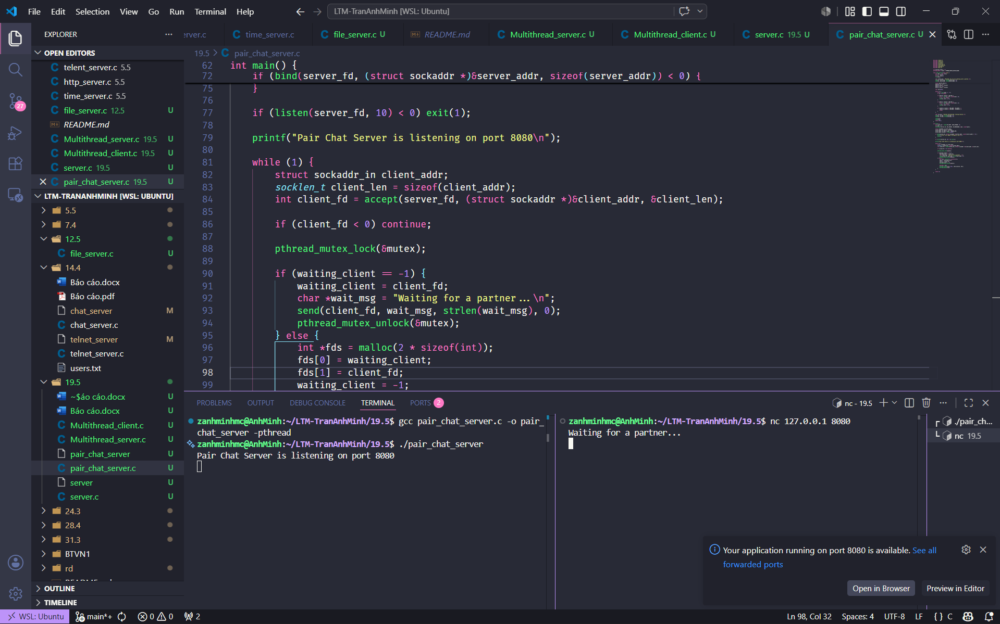 File Edit Selection View Go Run Terminal Help
LTM-TranAnhMinh [WSL: Ubuntu]
EXPLORER
erver.c
time_server.c
file_server.c U
README.md
Multithread_server.c U
Multithread_client.c U
server.c 19.5 U
pair_chat_server.c U
OPEN EDITORS
telent_server.c 5.5
http_server.c 5.5
time_server.c 5.5
file_server.c 12.5 U
README.md
Multithread_server.c 19.5 U
Multithread_client.c 19.5 U
server.c 19.5 U
pair_chat_server.c 19.5 U
LTM-TRANANHMINH [WSL: UBUNTU]
5.5
7.4
12.5
file_server.c U
14.4
Báo cáo.docx
Báo cáo.pdf
chat_server M
chat_server.c
telnet_server M
telnet_server.c
users.txt
19.5
~$áo cáo.docx U
Báo cáo.docx U
Multithread_client.c U
Multithread_server.c U
pair_chat_server U
pair_chat_server.c U
server U
server.c U
24.3
28.4
31.3
BTVN1
rd
OUTLINE
TIMELINE
27
19.5 > pair_chat_server.c
62 int main() {
72 if (bind(server_fd, (struct sockaddr *)&server_addr, sizeof(server_addr)) < 0) {
75 }
76
77 if (listen(server_fd, 10) < 0) exit(1);
78
79 printf("Pair Chat Server is listening on port 8080\n");
80
81 while (1) {
82 struct sockaddr_in client_addr;
83 socklen_t client_len = sizeof(client_addr);
84 int client_fd = accept(server_fd, (struct sockaddr *)&client_addr, &client_len);
85
86 if (client_fd < 0) continue;
87
88 pthread_mutex_lock(&mutex);
89
90 if (waiting_client == -1) {
91 waiting_client = client_fd;
92 char *wait_msg = "Waiting for a partner...\n";
93 send(client_fd, wait_msg, strlen(wait_msg), 0);
94 pthread_mutex_unlock(&mutex);
95 } else {
96 int *fds = malloc(2 * sizeof(int));
97 fds[0] = waiting_client;
98 fds[1] = client_fd;
99 waiting_client = -1;
PROBLEMS OUTPUT DEBUG CONSOLE TERMINAL PORTS 2
nc - 19.5
zanhminhmc@AnhMinh:~/LTM-TranAnhMinh/19.5$ gcc pair_chat_server.c -o pair_
chat_server -pthread
zanhminhmc@AnhMinh:~/LTM-TranAnhMinh/19.5$ ./pair_chat_server
Pair Chat Server is listening on port 8080
zanhminhmc@AnhMinh:~/LTM-TranAnhMinh/19.5$ nc 127.0.0.1 8080
Waiting for a partner...
./pair_ch...
nc 19.5
Your application running on port 8080 is available. See all
forwarded ports
Open in Browser
Preview in Editor
WSL: Ubuntu
main*+
0
0
2
Ln 98, Col 32
Spaces: 4
UTF-8
LF
{} C